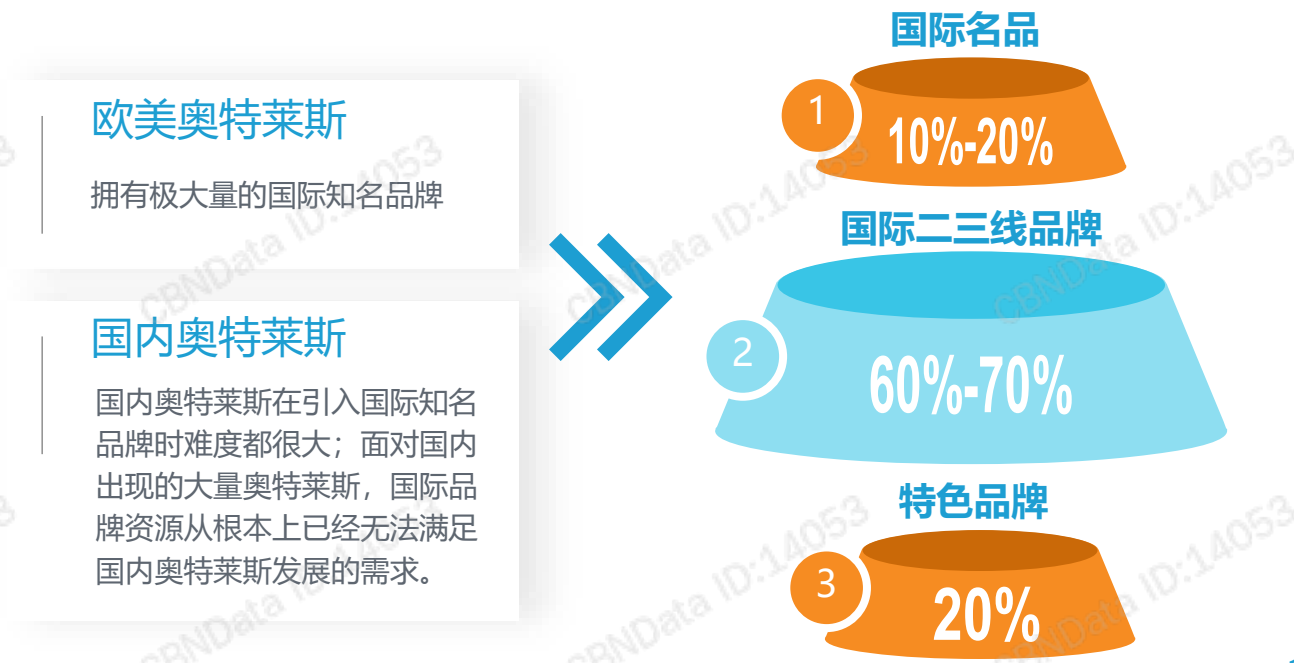 欧美奥特莱斯
拥有极大量的国际知名品牌
国内奥特莱斯
国内奥特莱斯在引入国际知名
品牌时难度都很大；面对国内
出现的大量奥特莱斯，国际品
牌资源从根本上已经无法满足
国内奥特莱斯发展的需求。
国际名品
1
10%-20%
国际二三线品牌
2
60%-70%
特色品牌
3
20%
CBNData ID:14053